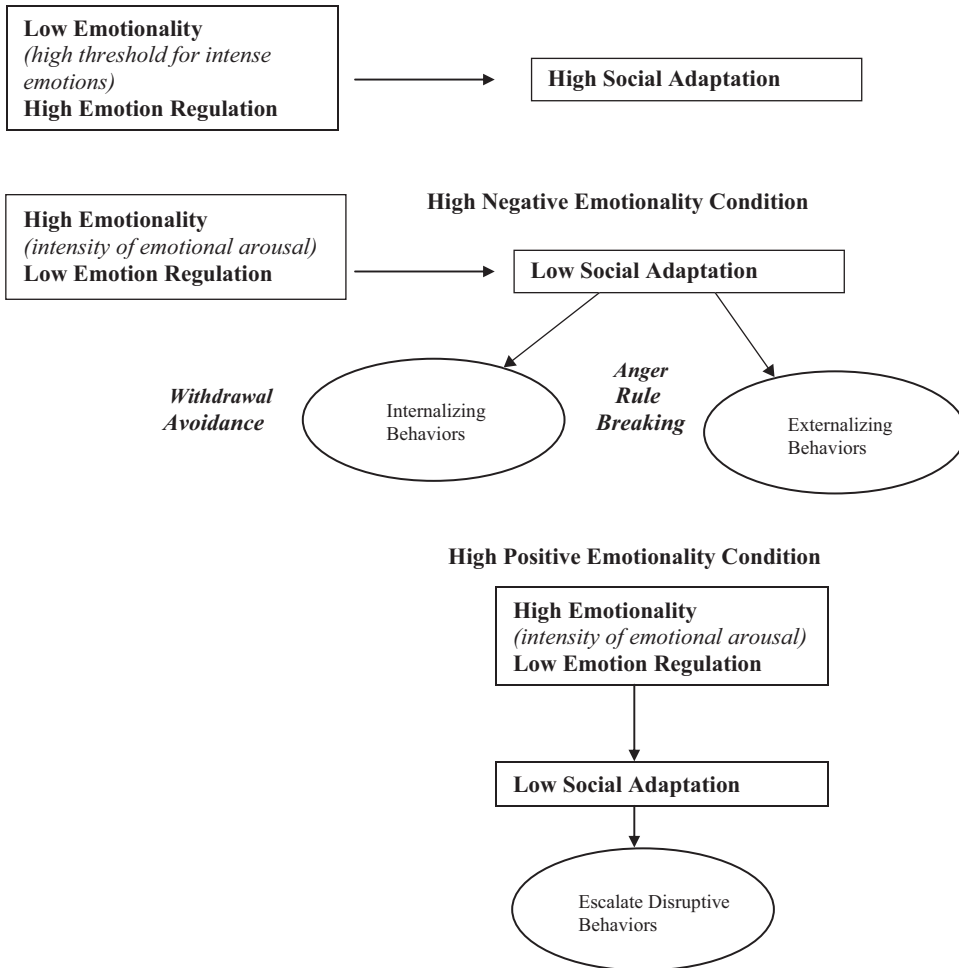 Low Emotionality
(high threshold for intense
emotions)
High Emotion Regulation
High Social Adaptation
High Negative Emotionality Condition
High Emotionality
(intensity of emotional arousal)
Low Emotion Regulation
Low Social Adaptation
Withdrawal
Avoidance
Internalizing
Behaviors
Anger
Rule
Breaking
Externalizing
Behaviors
High Positive Emotionality Condition
High Emotionality
(intensity of emotional arousal)
Low Emotion Regulation
Low Social Adaptation
Escalate Disruptive
Behaviors